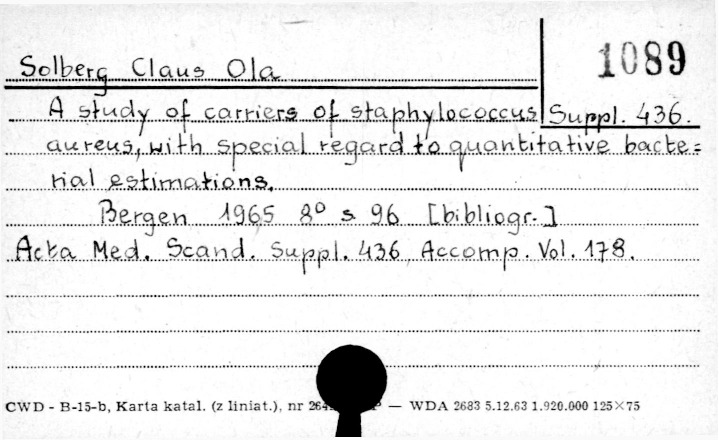 1089
Solberg Claus Ola
A study of carriers of staphylococcus Suppl. 436.
aureus, with special regard to quantitative bacte=
rial estimations.
Bergen 1965 8° s 96 [bibliogr.]
Acta Med. Scand. Suppl. 436, Accomp. Vol. 178.
CWD - B-15-b, Karta katal. (z liniat.), nr — WDA 2683 5.12.63 1.920.000 125×75